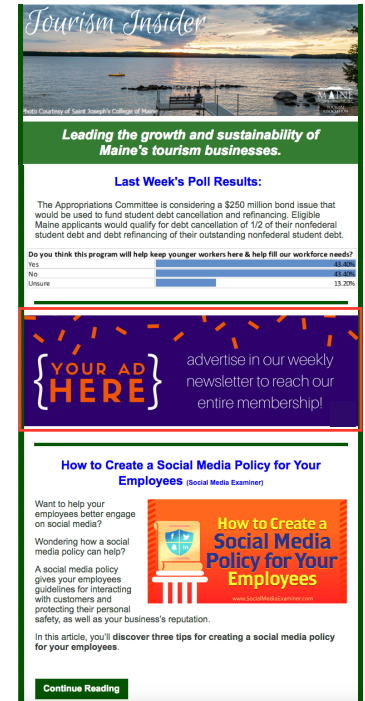 Tourism Insider
Photo Courtesy of Saint Joseph's College of Maine
MAINE
TOURISM
ASSOCIATION
Leading the growth and sustainability of
Maine's tourism businesses.
Last Week's Poll Results:
The Appropriations Committee is considering a $250 million bond issue that
would be used to fund student debt cancellation and refinancing. Eligible
Maine applicants would qualify for debt cancellation of 1/2 of their nonfederal
student debt and debt refinancing of their outstanding nonfederal student debt.
Do you think this program will help keep younger workers here & help fill our workforce needs?
Yes 43.40%
No 43.40%
Unsure 13.20%
{YOUR AD
HERE}
advertise in our weekly
newsletter to reach our
entire membership!
How to Create a Social Media Policy for Your
Employees (Social Media Examiner)
Want to help your
employees better engage
on social media?
Wondering how a social
media policy can help?
A social media policy
gives your employees
guidelines for interacting
with customers and
protecting their personal
safety, as well as your business's reputation.
How to Create a
Social Media
Policy for Your
Employees
www.SocialMediaExaminer.com
In this article, you'll discover three tips for creating a social media policy
for your employees.
Continue Reading